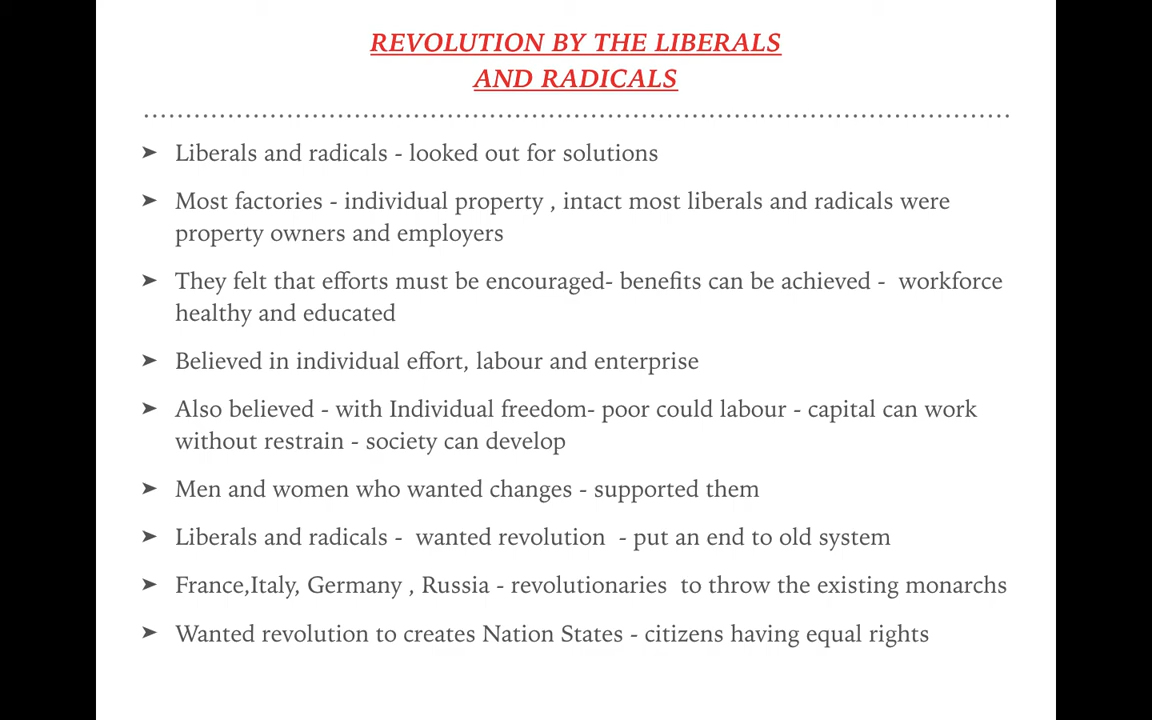 REVOLUTION BY THE LIBERALS
AND RADICALS
➤ Liberals and radicals - looked out for solutions
➤ Most factories - individual property , intact most liberals and radicals were
property owners and employers
➤ They felt that efforts must be encouraged- benefits can be achieved -  workforce
healthy and educated
➤ Believed in individual effort, labour and enterprise
➤ Also believed - with Individual freedom- poor could labour - capital can work
without restrain - society can develop
➤ Men and women who wanted changes - supported them
➤ Liberals and radicals -  wanted revolution  - put an end to old system
➤ France,Italy, Germany , Russia - revolutionaries  to throw the existing monarchs
➤ Wanted revolution to creates Nation States - citizens having equal rights